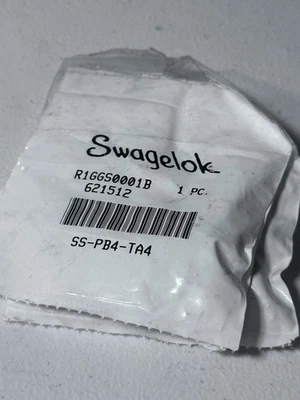 Swagelok
R1GGS0001B
621512 1 PC.
SS-PB4-TA4